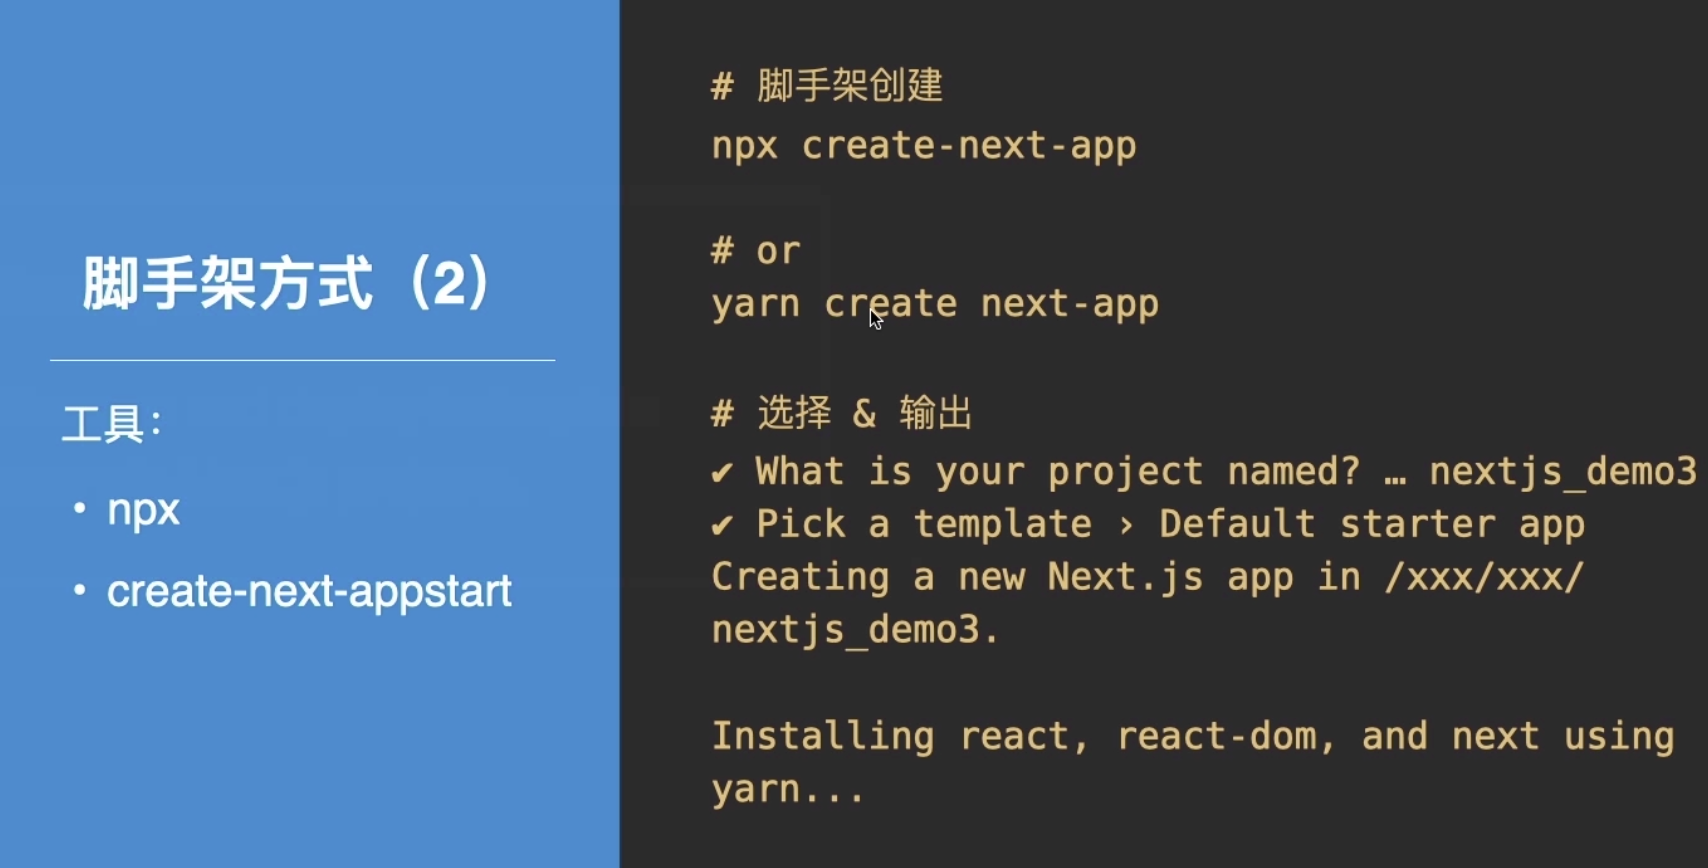 脚手架方式（2）
工具：
• npx
• create-next-appstart
# 脚手架创建
npx create-next-app
# or
yarn create next-app
# 选择 & 输出
✔ What is your project named? … nextjs_demo3
✔ Pick a template › Default starter app
Creating a new Next.js app in /xxx/xxx/
nextjs_demo3.
Installing react, react-dom, and next using
yarn...